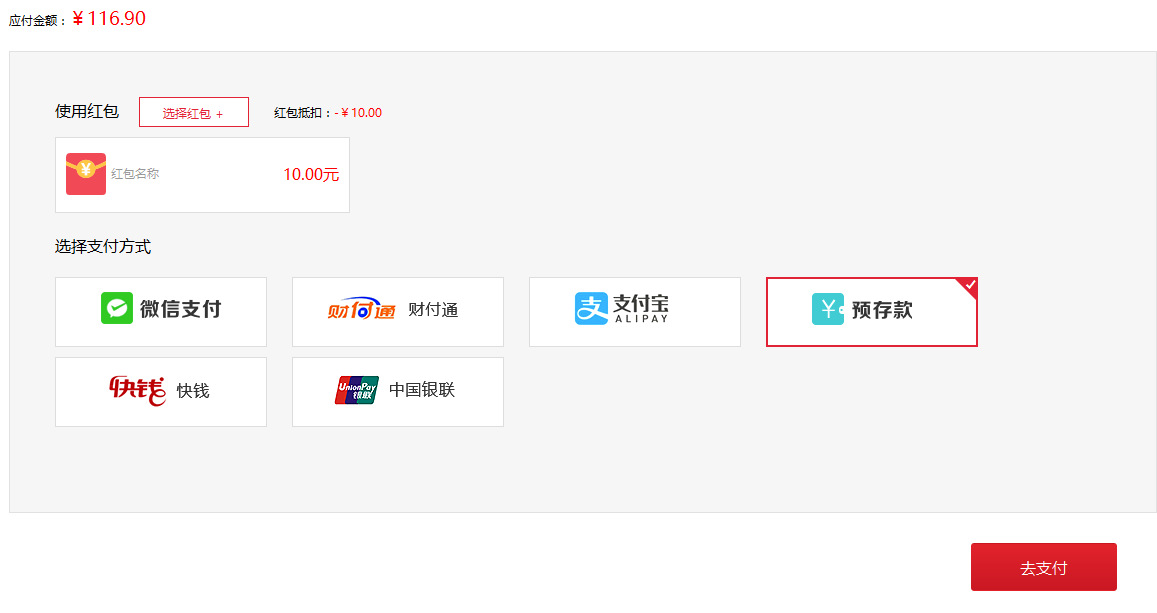 应付金额：￥116.90
使用红包 选择红包 + 红包抵扣：-￥10.00
¥ 红包名称 10.00元
选择支付方式
微信支付 财付通 财付通 支 支付宝 ALIPAY ¥ 预存款
快钱 快钱 UnionPay 银联 中国银联
去支付